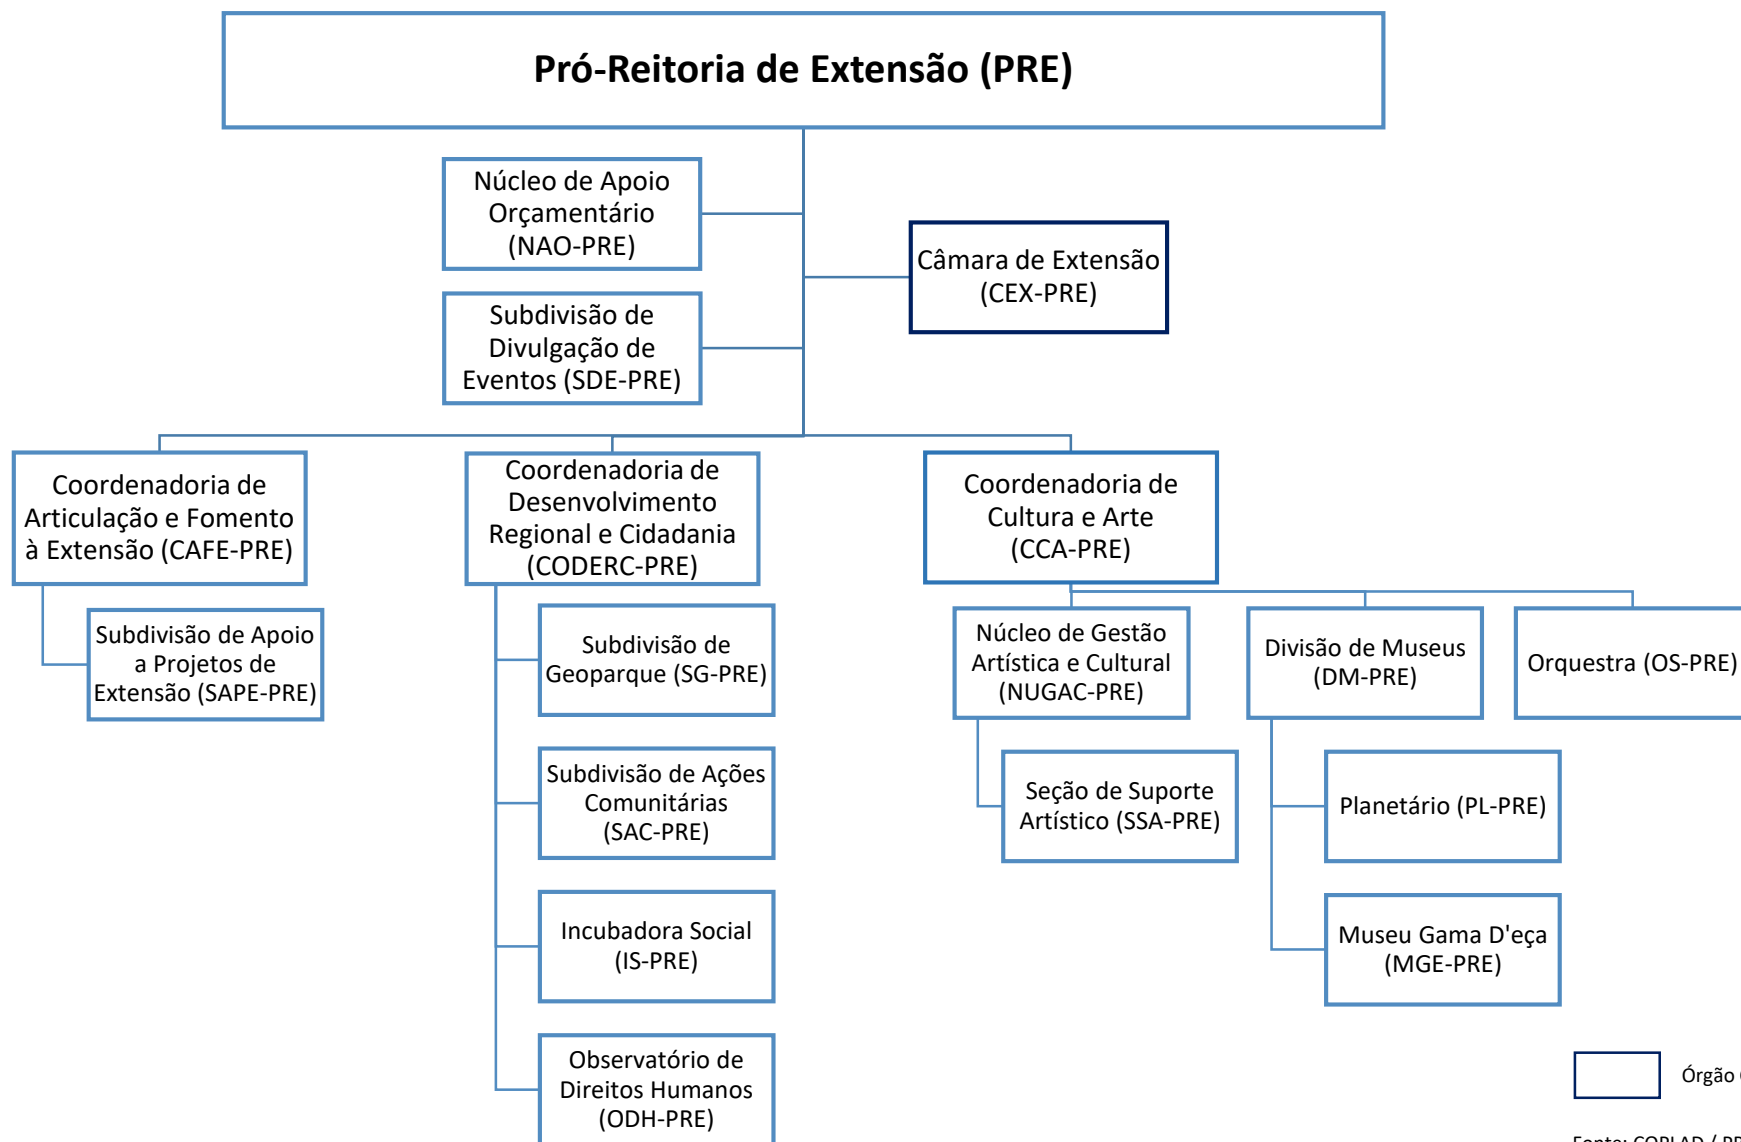 Pró-Reitoria de Extensão (PRE)
Núcleo de Apoio
Orçamentário
(NAO-PRE)
Câmara de Extensão
(CEX-PRE)
Subdivisão de
Divulgação de
Eventos (SDE-PRE)
Coordenadoria de
Articulação e Fomento
à Extensão (CAFE-PRE)
Coordenadoria de
Desenvolvimento
Regional e Cidadania
(CODERC-PRE)
Coordenadoria de
Cultura e Arte
(CCA-PRE)
Subdivisão de Apoio
a Projetos de
Extensão (SAPE-PRE)
Subdivisão de
Geoparque (SG-PRE)
Núcleo de Gestão
Artística e Cultural
(NUGAC-PRE)
Divisão de Museus
(DM-PRE)
Orquestra (OS-PRE)
Subdivisão de Ações
Comunitárias
(SAC-PRE)
Seção de Suporte
Artístico (SSA-PRE)
Planetário (PL-PRE)
Incubadora Social
(IS-PRE)
Museu Gama D'eça
(MGE-PRE)
Observatório de
Direitos Humanos
(ODH-PRE)
Órgão
Fonte: COPLAD /